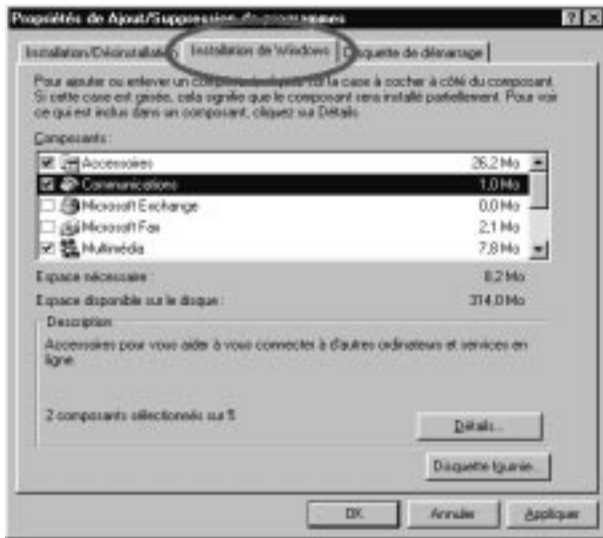 Propriétés de Ajout/Suppression de programmes
Installation/Désinstallation Installation de Windows Disquette de démarrage
Pour ajouter ou enlever un composant, cliquez sur la case à cocher à côté du composant.
Si cette case est grisée, cela signifie que le composant sera installé partiellement. Pour voir
ce qui est inclus dans un composant, cliquez sur Détails.
Composants :
Accessoires 26,2 Mo
Communications 1,0 Mo
Microsoft Exchange 0,0 Mo
Microsoft Fax 2,1 Mo
Multimédia 7,8 Mo
Espace nécessaire : 8,2 Mo
Espace disponible sur le disque : 314,0 Mo
Description
Accessoires pour vous aider à vous connecter à d'autres ordinateurs et services en
ligne.
2 composants sélectionnés sur 5
Détails...
Disquette fournie...
OK Annuler Appliquer